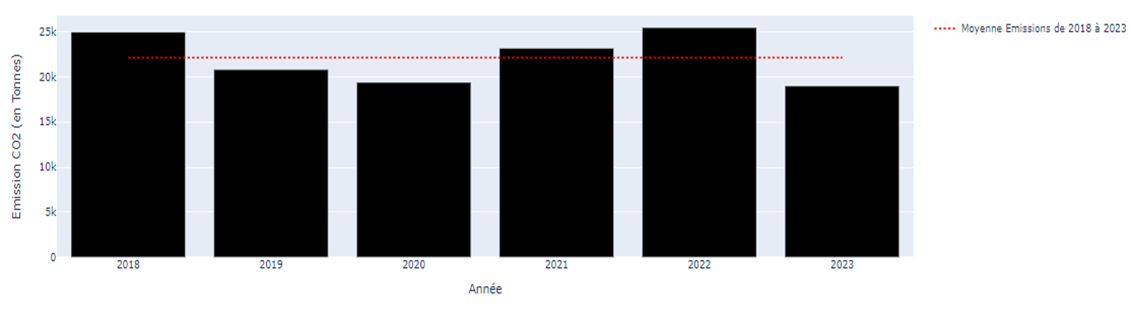 25k
20k
15k
10k
5k
0
Emission CO2 (en Tonnes)
2018 2019 2020 2021 2022 2023
Année
Moyenne Emissions de 2018 à 2023